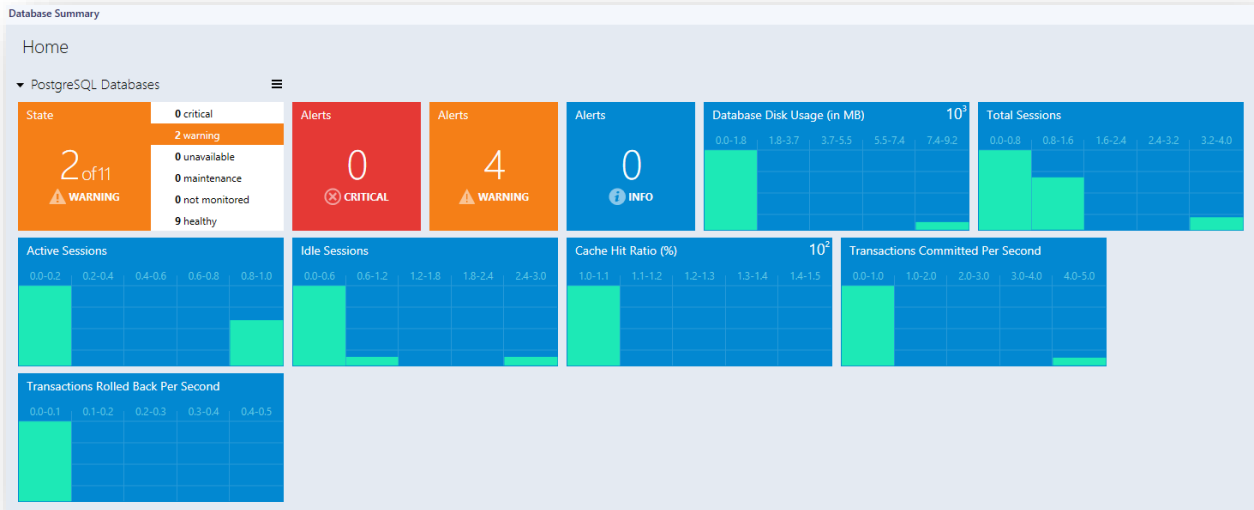 Database Summary
Home
PostgreSQL Databases
State
2 of 11
WARNING
0 critical
2 warning
0 unavailable
0 maintenance
0 not monitored
9 healthy
Alerts
0
CRITICAL
Alerts
4
WARNING
Alerts
0
INFO
Database Disk Usage (in MB) 10³
0.0-1.8 1.8-3.7 3.7-5.5 5.5-7.4 7.4-9.2
Total Sessions
0.0-0.8 0.8-1.6 1.6-2.4 2.4-3.2 3.2-4.0
Active Sessions
0.0-0.2 0.2-0.4 0.4-0.6 0.6-0.8 0.8-1.0
Idle Sessions
0.0-0.6 0.6-1.2 1.2-1.8 1.8-2.4 2.4-3.0
Cache Hit Ratio (%) 10²
1.0-1.1 1.1-1.2 1.2-1.3 1.3-1.4 1.4-1.5
Transactions Committed Per Second
0.0-1.0 1.0-2.0 2.0-3.0 3.0-4.0 4.0-5.0
Transactions Rolled Back Per Second
0.0-0.1 0.1-0.2 0.2-0.3 0.3-0.4 0.4-0.5